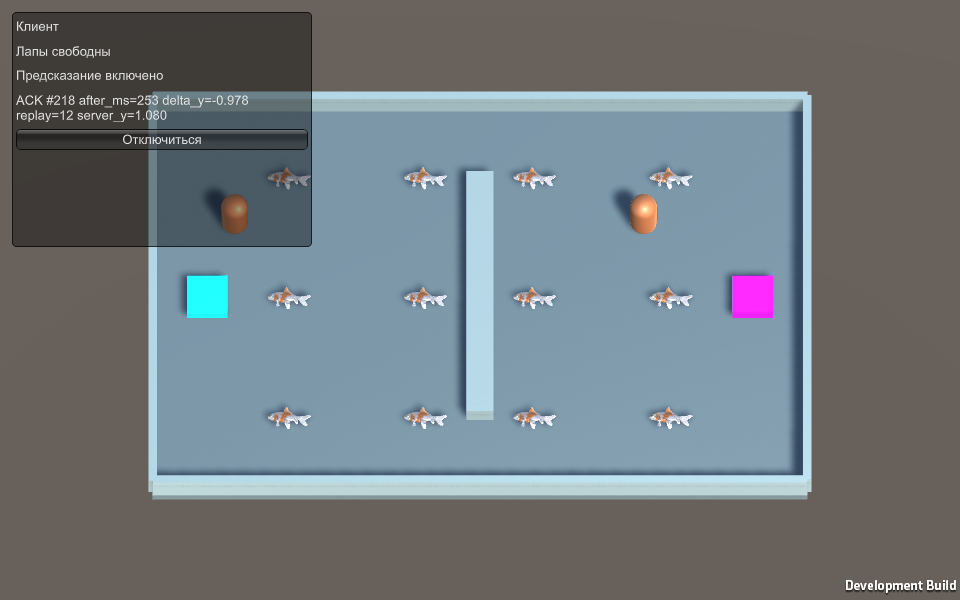 Клиент
Лапы свободны
Предсказание включено
ACK #218 after_ms=253 delta_y=-0.978
replay=12 server_y=1.080
Отключиться
Development Build